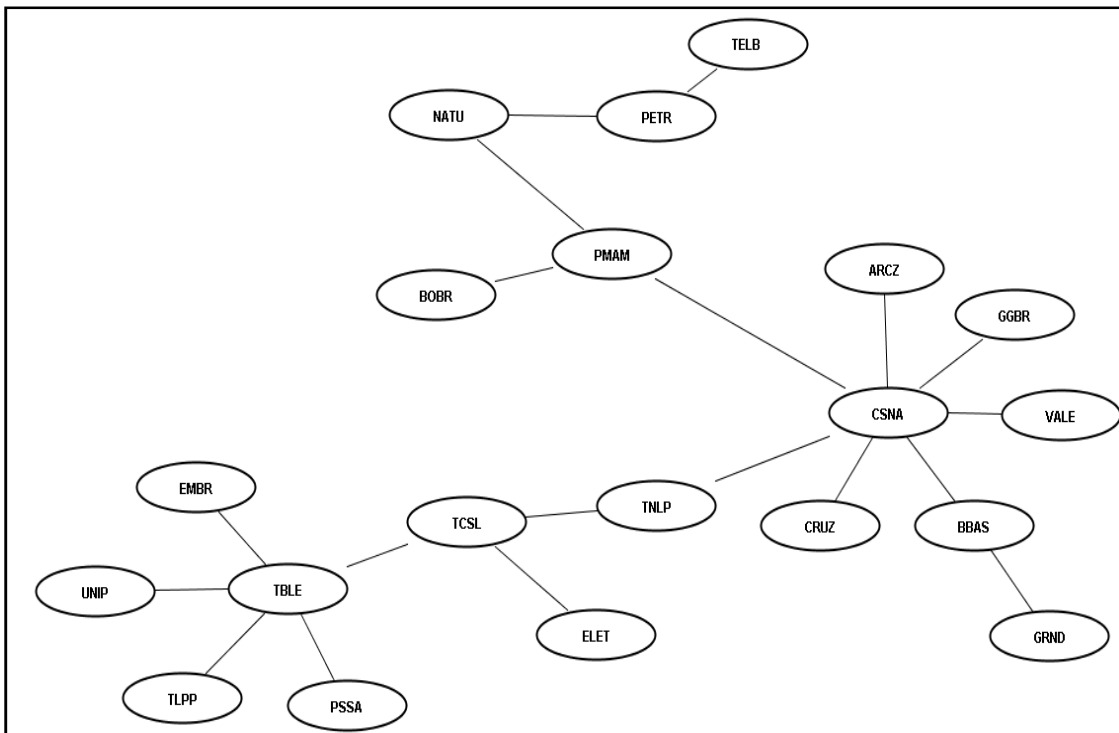 TELB
NATU
PETR
PMAM
ARCZ
BOBR
GGBR
CSNA
VALE
EMBR
TNLP
TCSL
CRUZ
BBAS
UNIP
TBLE
ELET
GRND
TLPP
PSSA